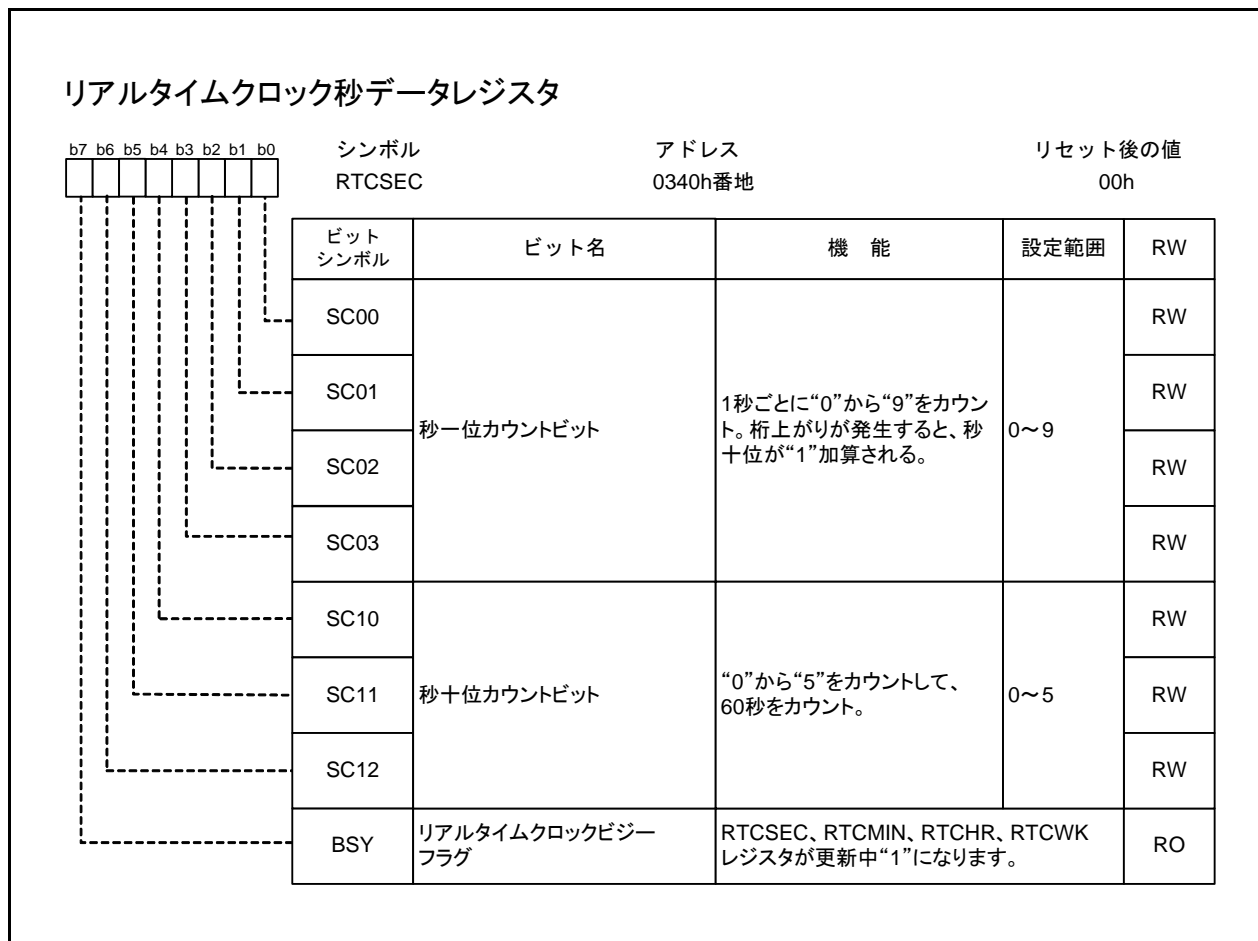 リアルタイムクロック秒データレジスタ
b7 b6 b5 b4 b3 b2 b1 b0
シンボル アドレス リセット後の値
RTCSEC 0340h番地 00h
ビット
シンボル
ビット名 機 能 設定範囲 RW
SC00 RW
SC01 RW
秒一位カウントビット
1秒ごとに“0”から“9”をカウン
ト。桁上がりが発生すると、秒
十位が“1”加算される。
0～9
SC02 RW
SC03 RW
SC10 RW
SC11 RW
秒十位カウントビット
“0”から“5”をカウントして、
60秒をカウント。
0～5
SC12 RW
BSY
リアルタイムクロックビジー
フラグ
RTCSEC、RTCMIN、RTCHR、RTCWK
レジスタが更新中“1”になります。
RO